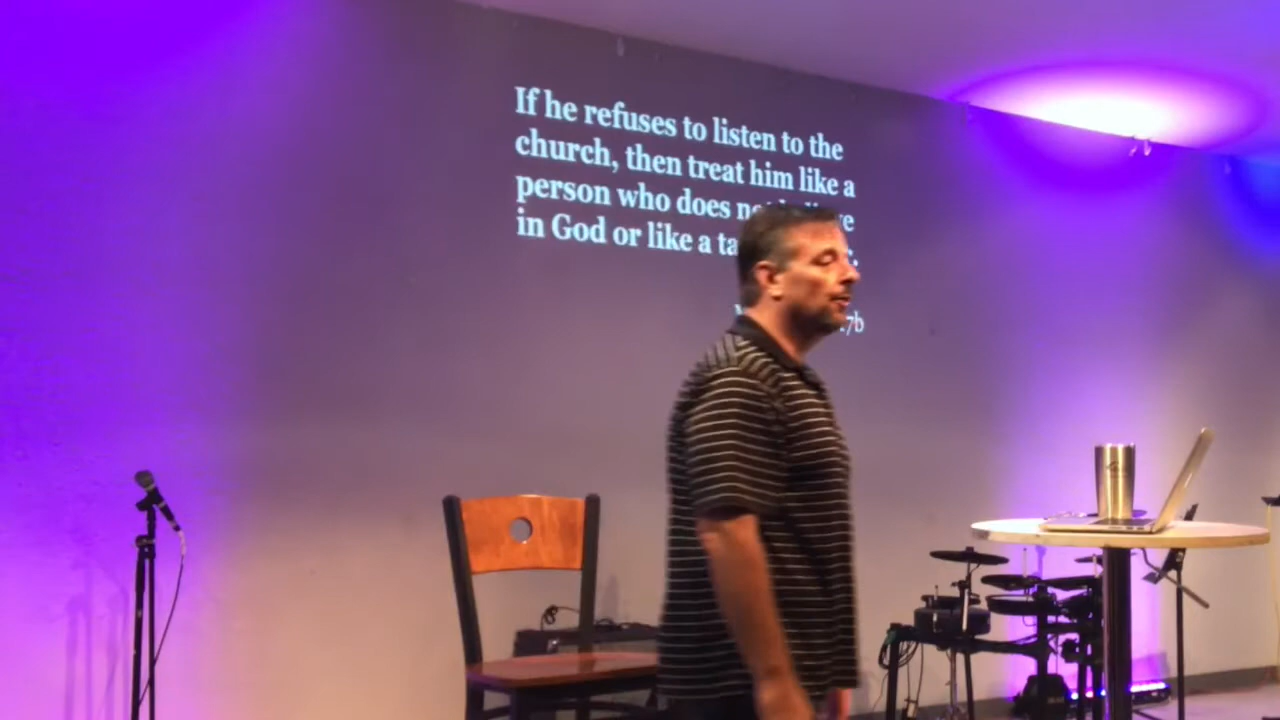 If he refuses to listen to the
church, then treat him like a
person who does
in God or like a
17b